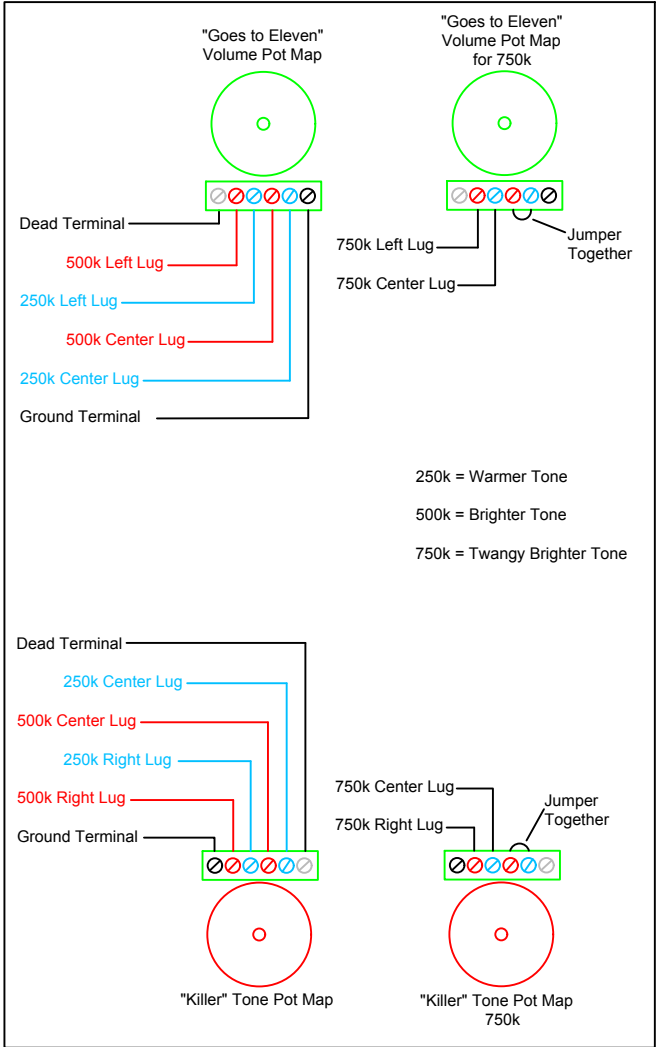 "Goes to Eleven"
Volume Pot Map
"Goes to Eleven"
Volume Pot Map
for 750k
Dead Terminal
500k Left Lug
250k Left Lug
500k Center Lug
250k Center Lug
Ground Terminal
750k Left Lug
750k Center Lug
Jumper
Together
250k = Warmer Tone
500k = Brighter Tone
750k = Twangy Brighter Tone
Dead Terminal
250k Center Lug
500k Center Lug
250k Right Lug
500k Right Lug
Ground Terminal
750k Center Lug
750k Right Lug
Jumper
Together
"Killer" Tone Pot Map
"Killer" Tone Pot Map
750k